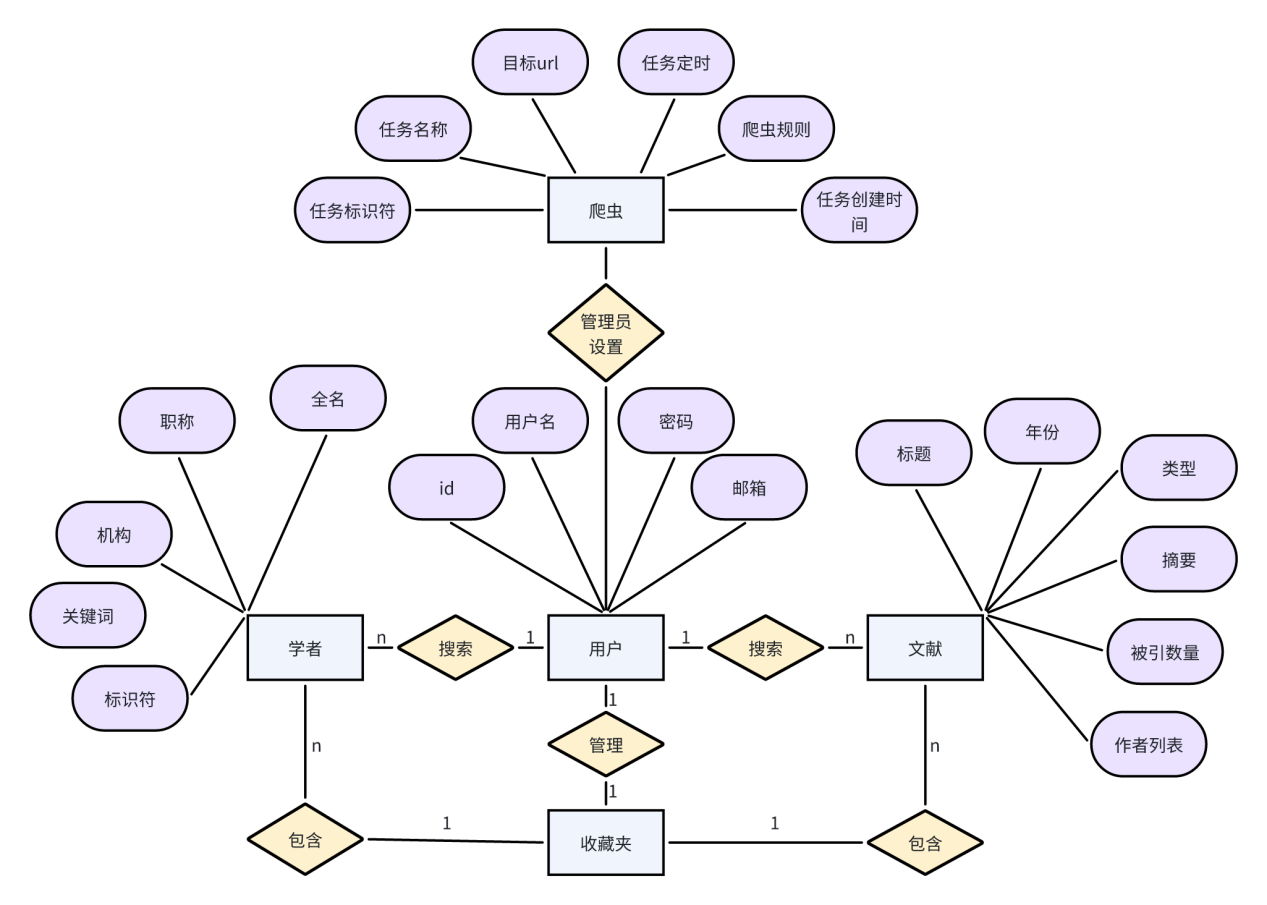 目标url
任务定时
任务名称
爬虫规则
任务标识符
爬虫
任务创建时
间
管理员
设置
全名
职称
用户名
密码
年份
标题
类型
id
邮箱
机构
摘要
关键词
学者
n
搜索
1
用户
1
搜索
n
文献
被引数量
标识符
1
n
管理
n
作者列表
1
包含
1
收藏夹
1
包含